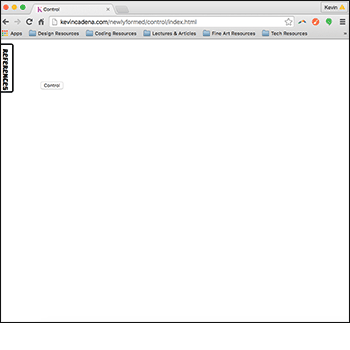 Control
Kevin
kevincadena.com/newlyformed/control/index.html
Apps Design Resources Coding Resources Lectures & Articles Fine Art Resources Tech Resources
REFERENCES
Control